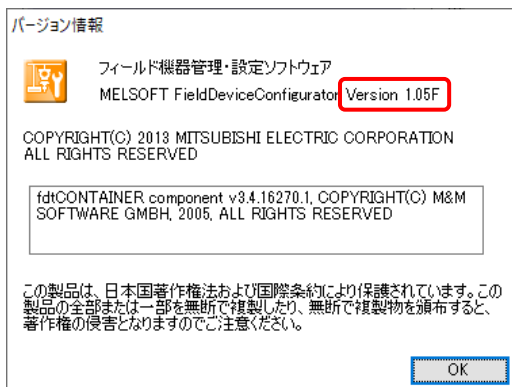 バージョン情報
フィールド機器管理・設定ソフトウェア
MELSOFT FieldDeviceConfigurator Version 1.05F
COPYRIGHT(C) 2013 MITSUBISHI ELECTRIC CORPORATION
ALL RIGHTS RESERVED
fdtCONTAINER component v3.4.16270.1, COPYRIGHT(C) M&M
SOFTWARE GMBH, 2005, ALL RIGHTS RESERVED
この製品は、日本国著作権法および国際条約により保護されています。この
製品の全部または一部を無断で複製したり、無断で複製物を頒布すると、
著作権の侵害となりますのでご注意ください。
OK